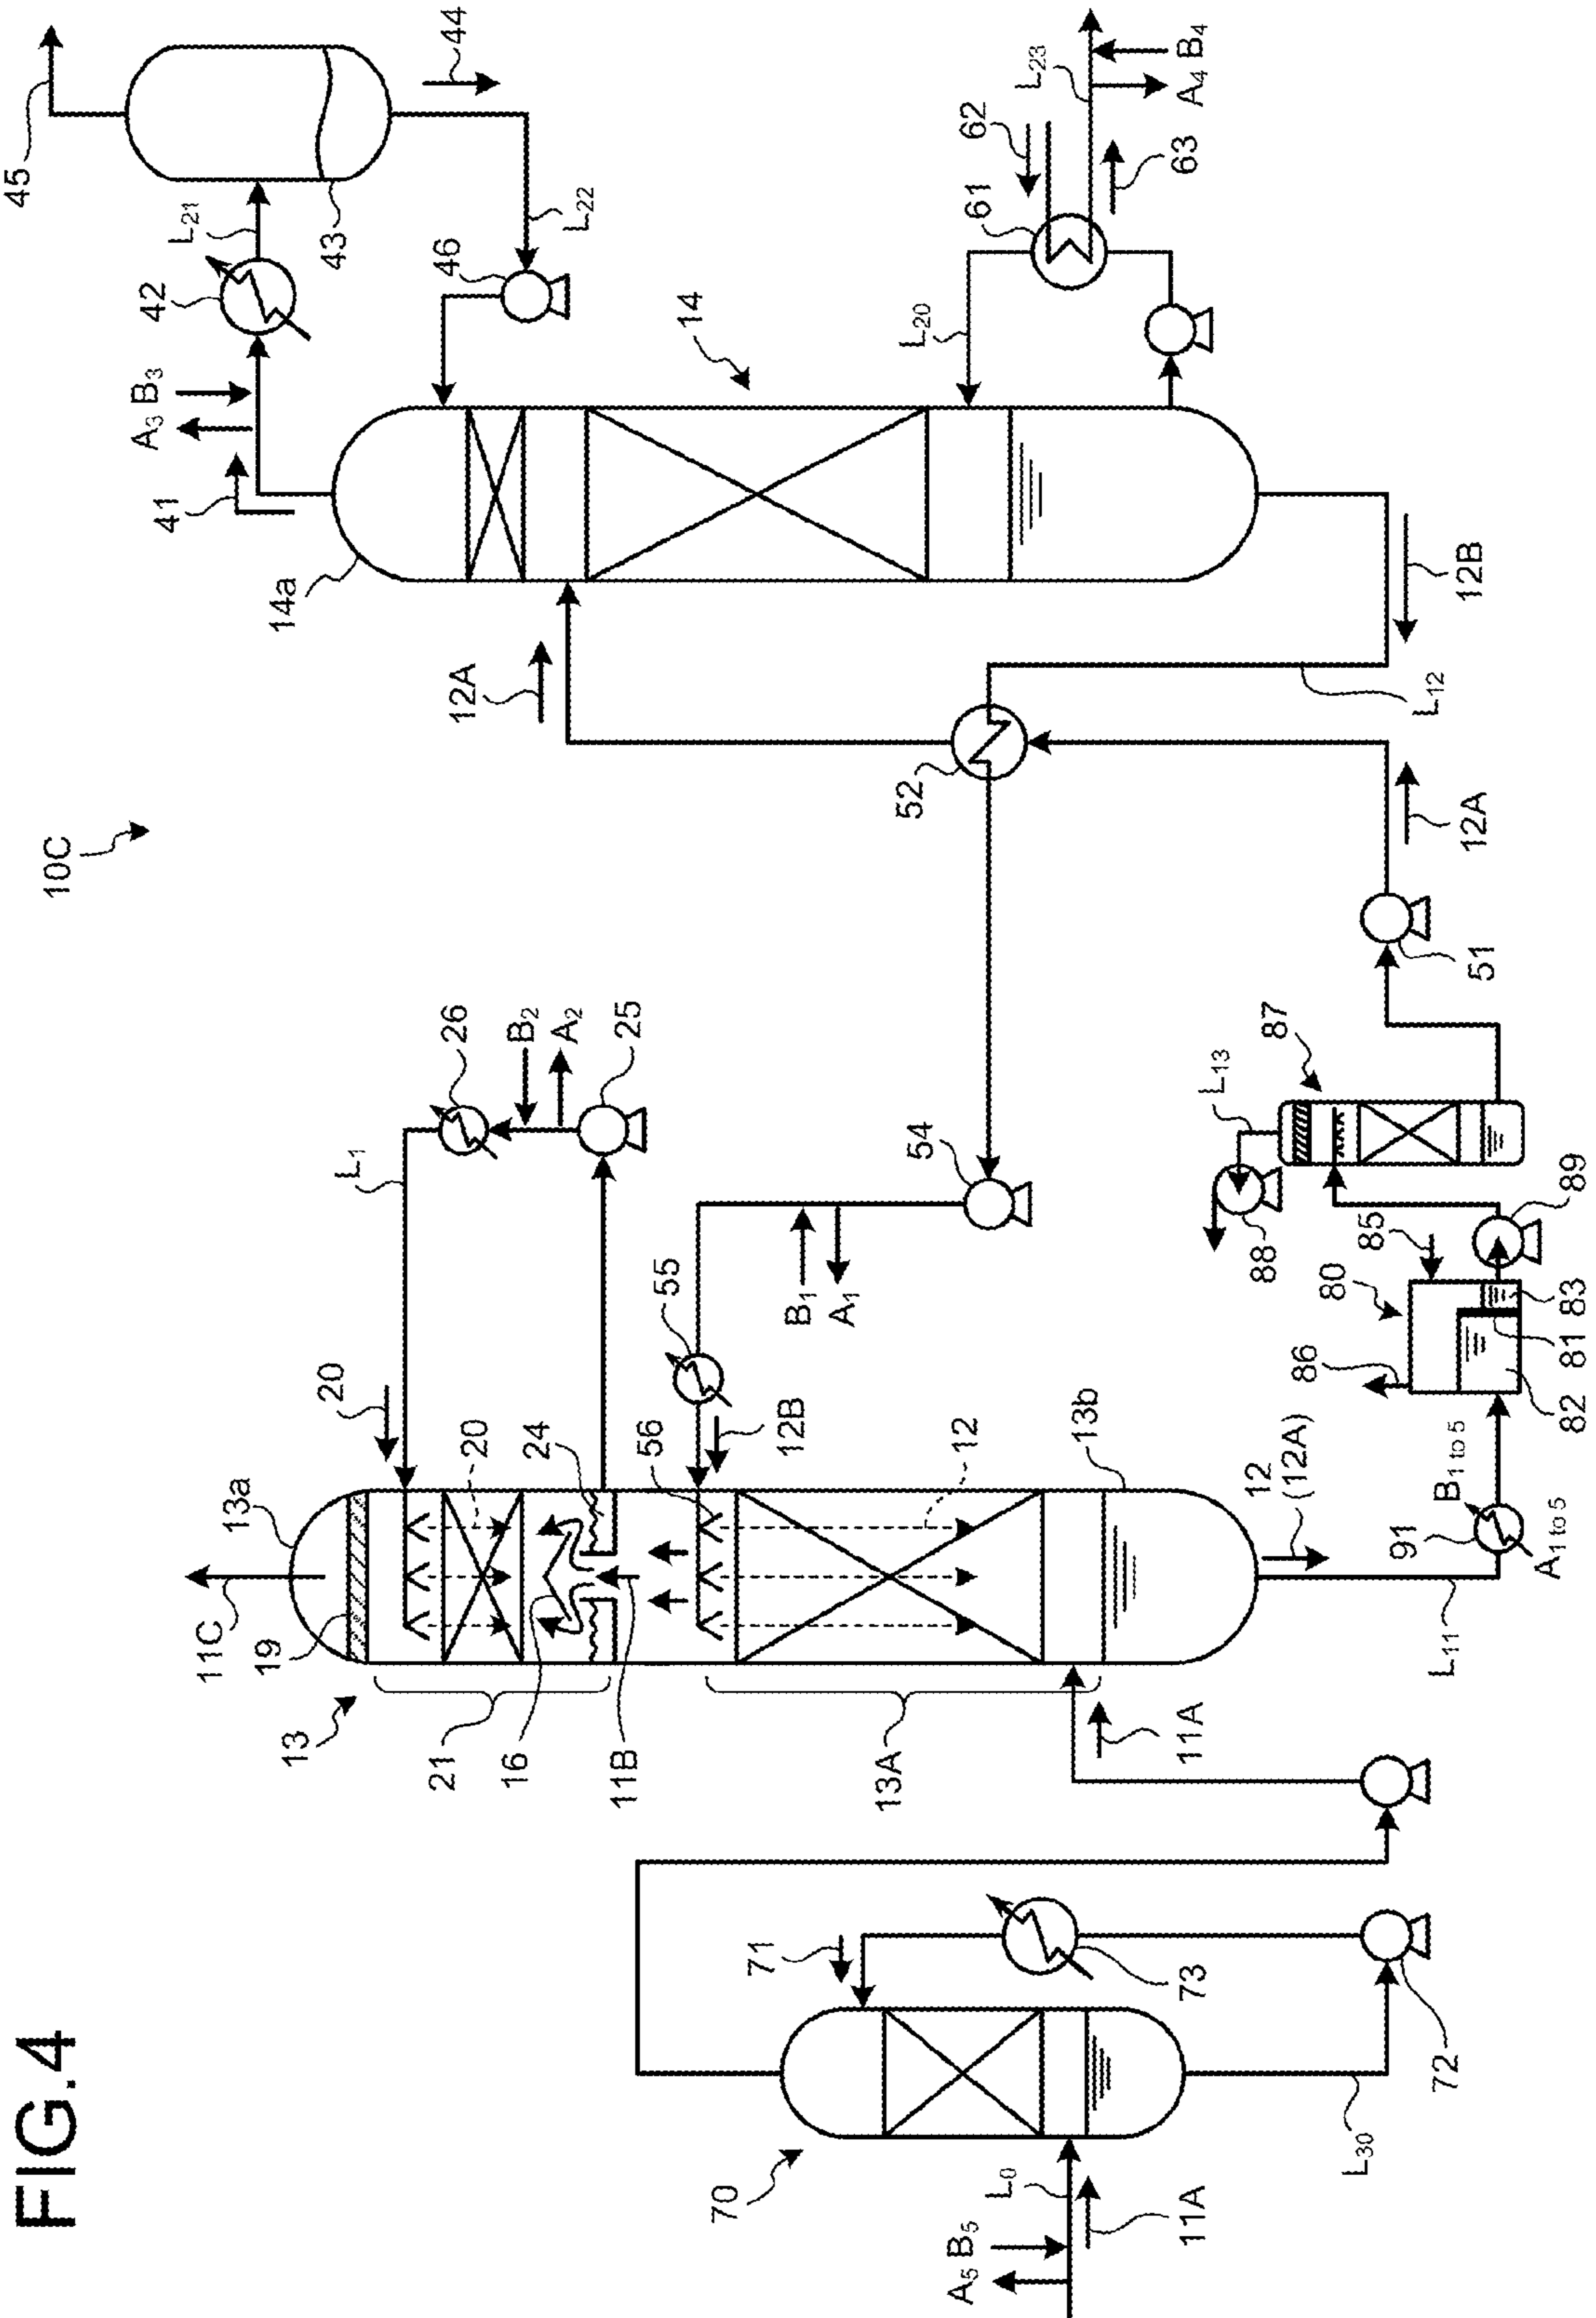 FIG.4
10C
45
44
L21
43
42
A3 B3
41
L22
46
14a
14
62
L23
61
A4 B4
63
L20
12A
12B
52
L12
12A
51
26
B2
A2
25
L1
54
L13
87
55
B1
A1
89
85
88
80
20
86
83
81
82
13a
20
24
56
12B
12
13b
12
(12A)
B1 to 5
91
A1 to 5
11C
19
13
21
16
11B
13A
11A
L11
71
73
72
70
L0
11A
L30
A5 B5